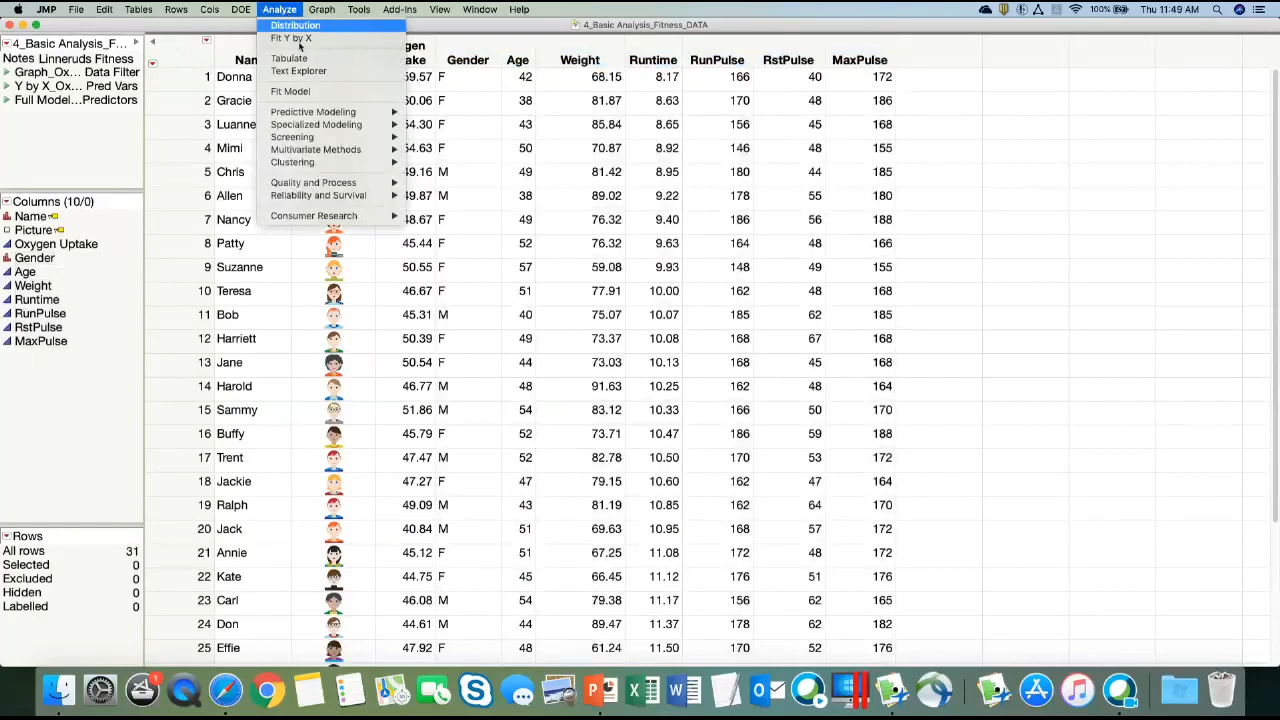 JMP File Edit Tables Rows Cols DOE Analyze Graph Tools Add-Ins View Window Help 100% Thu 11:49 AM
4_Basic Analysis_Fitness_DATA
4_Basic Analysis_F...
Notes Linneruds Fitness
Graph_Ox... Data Filter
Y by X_Ox... Pred Vars
Full Model...Predictors
Columns (10/0)
Name
Picture
Oxygen Uptake
Gender
Age
Weight
Runtime
RunPulse
RstPulse
MaxPulse
Rows
All rows 31
Selected 0
Excluded 0
Hidden 0
Labelled 0
Distribution
Fit Y by X
Tabulate
Text Explorer
Fit Model
Predictive Modeling
Specialized Modeling
Screening
Multivariate Methods
Clustering
Quality and Process
Reliability and Survival
Consumer Research
Gender Age Weight Runtime RunPulse RstPulse MaxPulse
1 Donna F 42 68.15 8.17 166 40 172
2 Gracie F 38 81.87 8.63 170 48 186
3 Luanne F 43 85.84 8.65 156 45 168
4 Mimi F 50 70.87 8.92 146 48 155
5 Chris M 49 81.42 8.95 180 44 185
6 Allen M 38 89.02 9.22 178 55 180
7 Nancy F 49 76.32 9.40 186 56 188
8 Patty 45.44 F 52 76.32 9.63 164 48 166
9 Suzanne 50.55 F 57 59.08 9.93 148 49 155
10 Teresa 46.67 F 51 77.91 10.00 162 48 168
11 Bob 45.31 M 40 75.07 10.07 185 62 185
12 Harriett 50.39 F 49 73.37 10.08 168 67 168
13 Jane 50.54 F 44 73.03 10.13 168 45 168
14 Harold 46.77 M 48 91.63 10.25 162 48 164
15 Sammy 51.86 M 54 83.12 10.33 166 50 170
16 Buffy 45.79 F 52 73.71 10.47 186 59 188
17 Trent 47.47 M 52 82.78 10.50 170 53 172
18 Jackie 47.27 F 47 79.15 10.60 162 47 164
19 Ralph 49.09 M 43 81.19 10.85 162 64 170
20 Jack 40.84 M 51 69.63 10.95 168 57 172
21 Annie 45.12 F 51 67.25 11.08 172 48 172
22 Kate 44.75 F 45 66.45 11.12 176 51 176
23 Carl 46.08 M 54 79.38 11.17 156 62 165
24 Don 44.61 M 44 89.47 11.37 178 62 182
25 Effie 47.92 F 48 61.24 11.50 170 52 176